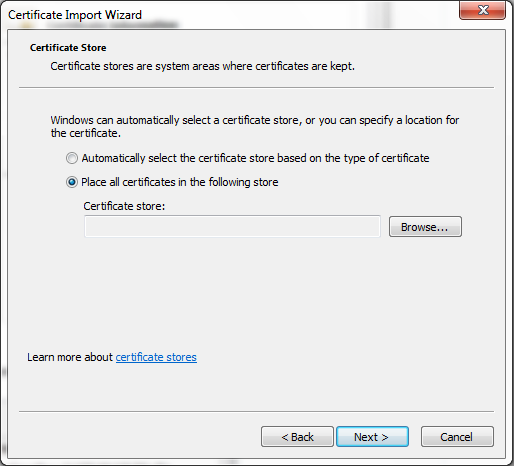 Certificate Import Wizard
Certificate Store
Certificate stores are system areas where certificates are kept.
Windows can automatically select a certificate store, or you can specify a location for
the certificate.
Automatically select the certificate store based on the type of certificate
Place all certificates in the following store
Certificate store:
Browse...
Learn more about certificate stores
< Back
Next >
Cancel